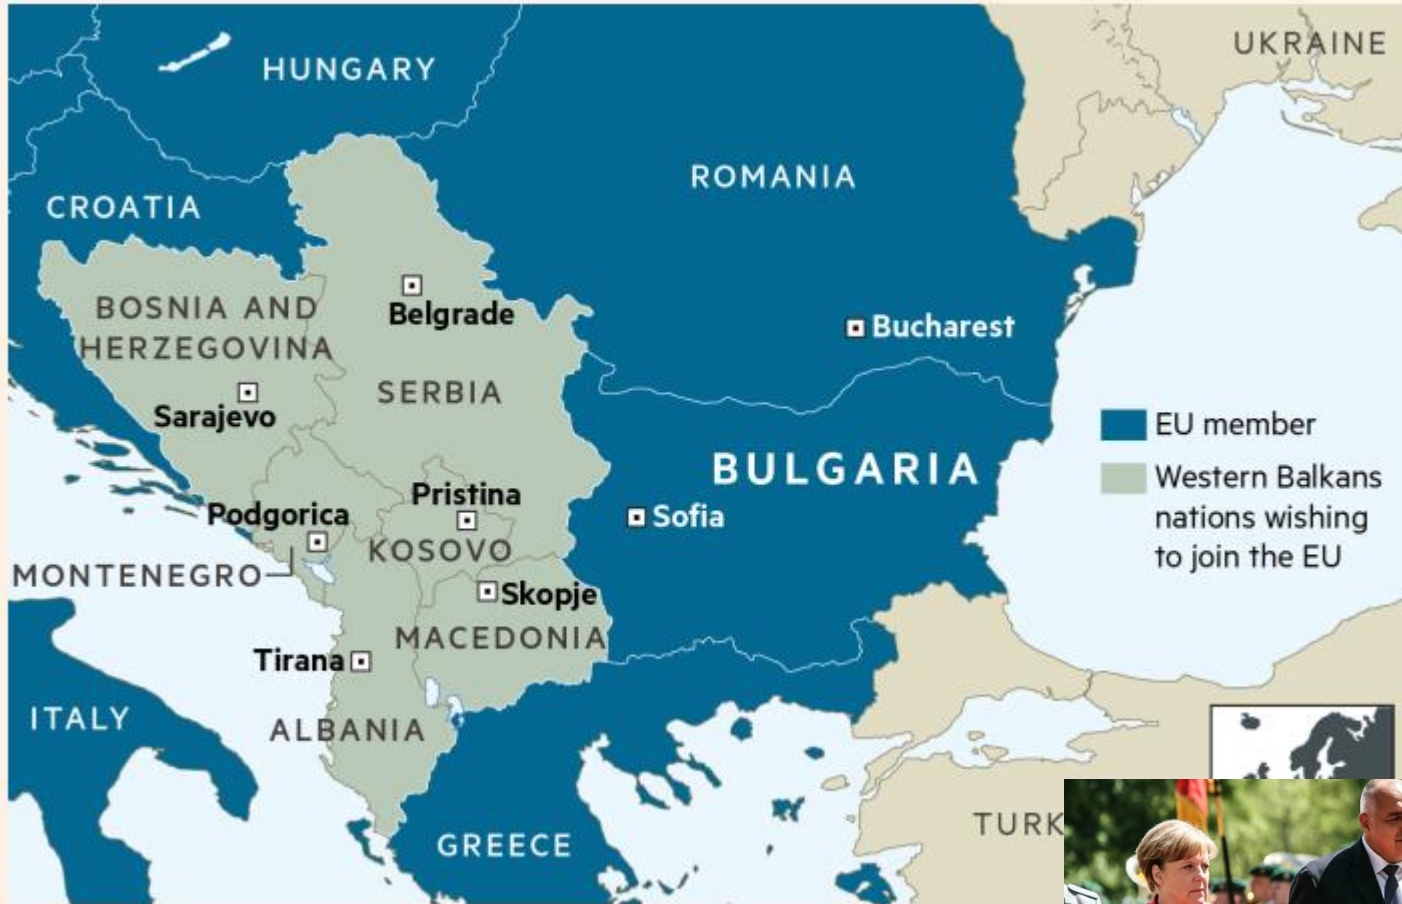 HUNGARY
UKRAINE
ROMANIA
CROATIA
BOSNIA AND
HERZEGOVINA
Belgrade
Bucharest
SERBIA
Sarajevo
EU member
BULGARIA
Western Balkans
nations wishing
to join the EU
Pristina
Podgorica
Sofia
KOSOVO
MONTENEGRO
Skopje
MACEDONIA
Tirana
ITALY
ALBANIA
TURK
GREECE